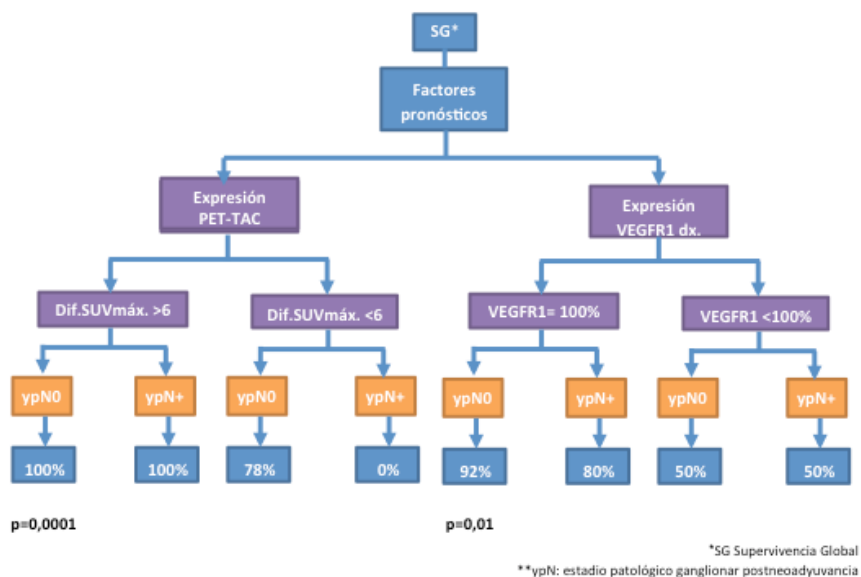 SG*
Factores
pronósticos
Expresión
PET-TAC
Expresión
VEGFR1 dx.
Dif.SUVmáx. >6
Dif.SUVmáx. <6
VEGFR1= 100%
VEGFR1 <100%
ypN0
ypN+
ypN0
ypN+
ypN0
ypN+
ypN0
ypN+
100%
100%
78%
0%
92%
80%
50%
50%
p=0,0001
p=0,01
*SG Supervivencia Global
**ypN: estadio patológico ganglionar postneoadyuvancia